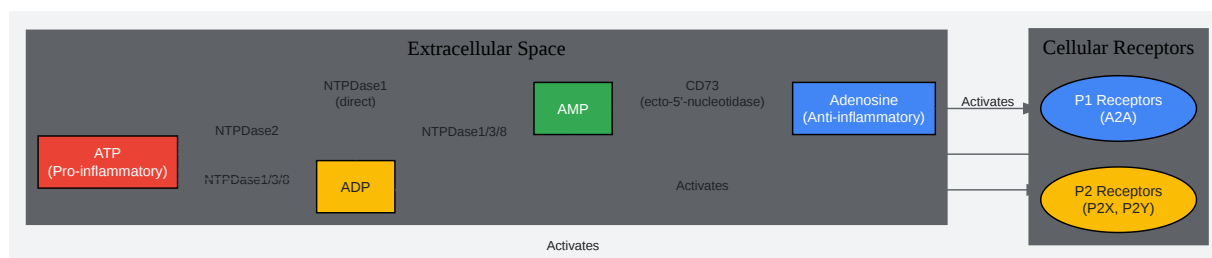 Extracellular Space
Cellular Receptors
NTPDase1
(direct)
AMP
CD73
(ecto-5'-nucleotidase)
Adenosine
(Anti-inflammatory)
Activates
P1 Receptors
(A2A)
NTPDase2
NTPDase1/3/8
ATP
(Pro-inflammatory)
NTPDase1/3/8
ADP
Activates
P2 Receptors
(P2X, P2Y)
Activates